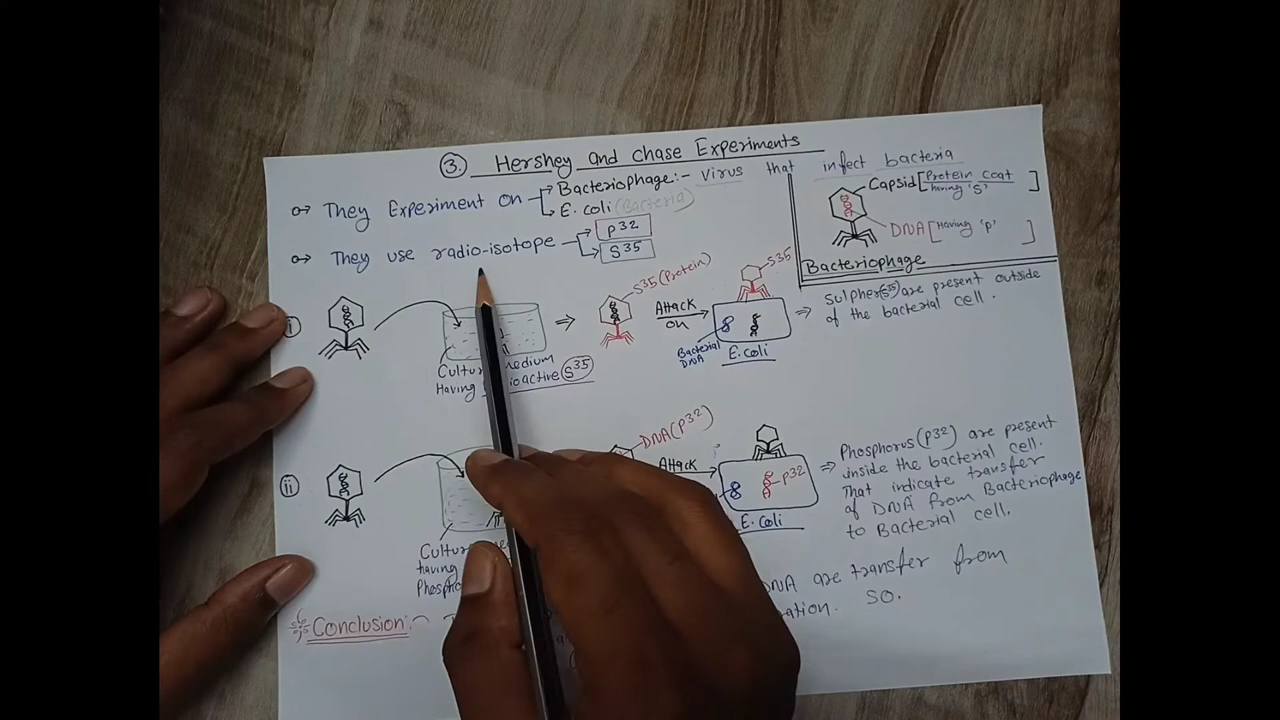 3. Hershey and chase Experiments
They Experiment on Bacteriophage:- Virus that infect bacteria
E. coli (Bacteria)
They use radio-isotope P32
S35
Capsid [Protein coat having 'S']
DNA [Having 'P']
Bacteriophage
i
Culture medium
Having S35
S35 (Protein)
Attack on
S35
Bacterial DNA
E. coli
Sulpher (S35) are present outside
of the bacterial cell.
ii
having
DNA (P32)
Attack
P32
E. coli
Phosphorus (P32) are present
inside the bacterial cell.
That indicate transfer
of DNA from Bacteriophage
to Bacterial cell.
Conclusion:-
DNA are transfer from
so.